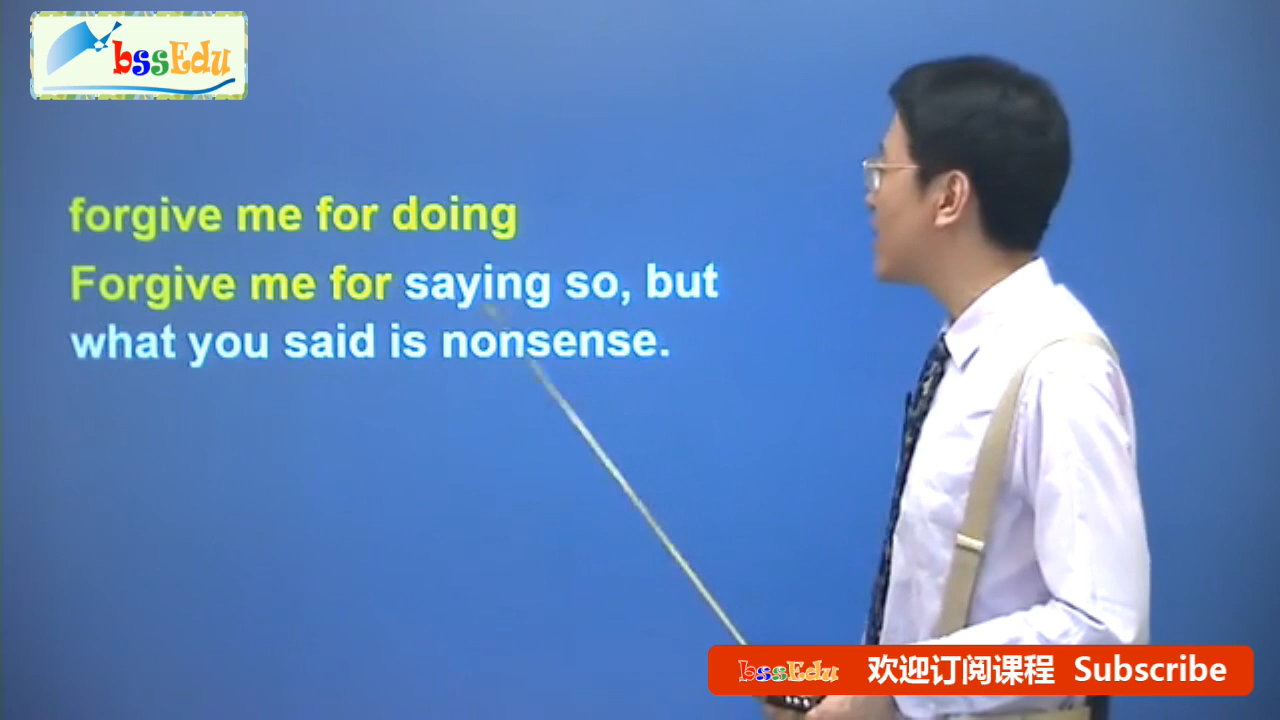 bssEdu
forgive me for doing
Forgive me for saying so, but
what you said is nonsense.
bssEdu 欢迎订阅课程 Subscribe